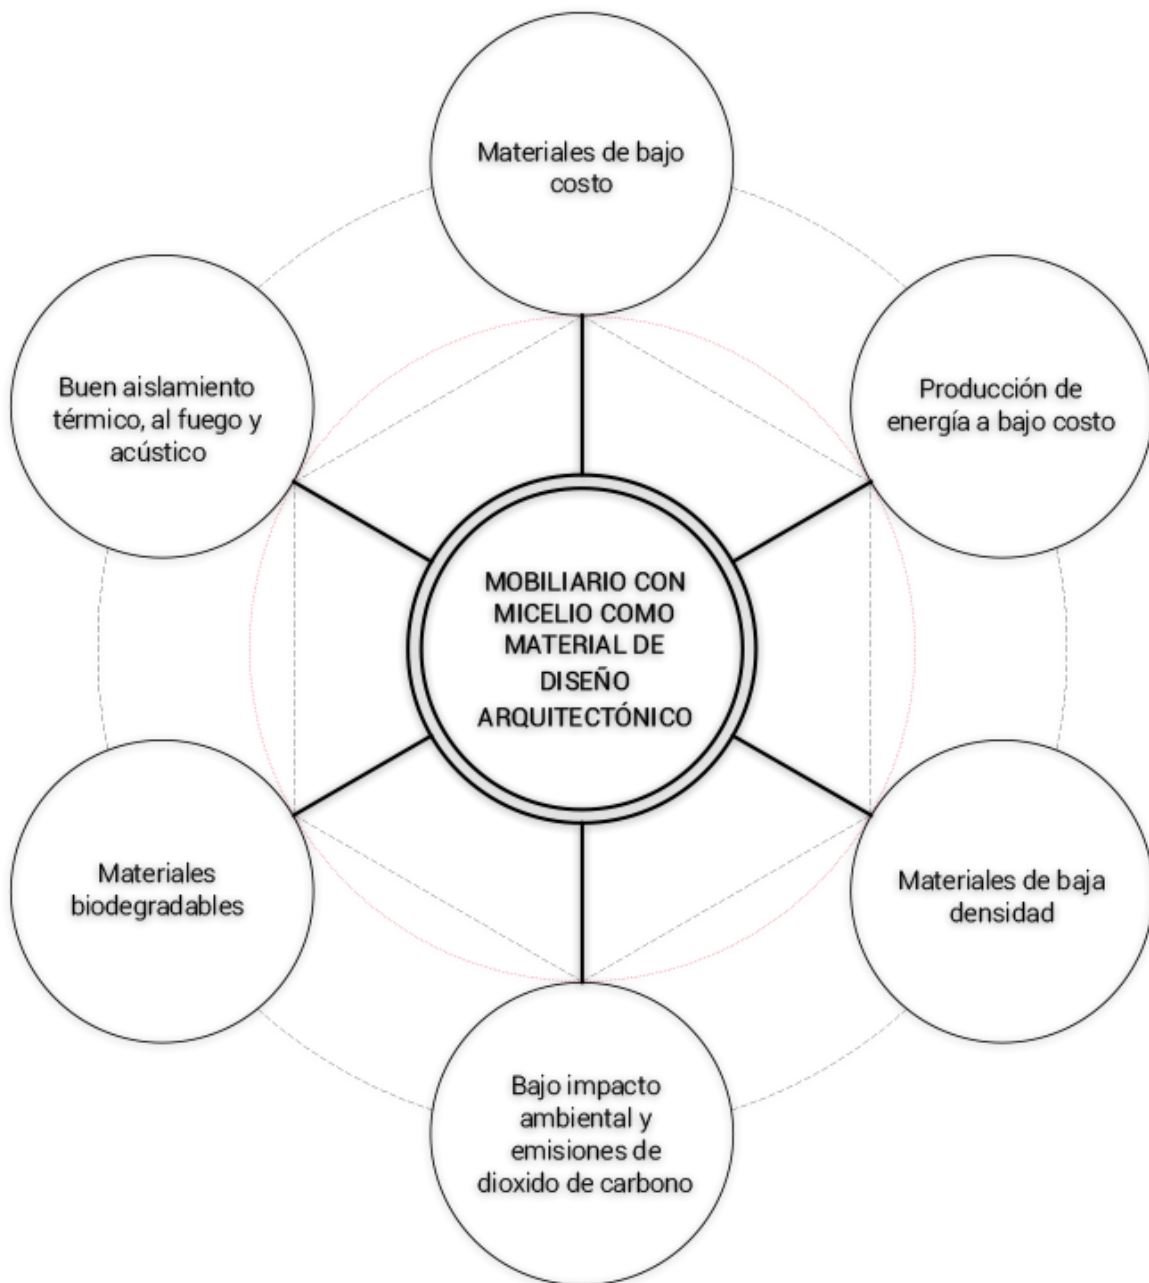 Materiales de bajo
costo
Buen aislamiento
térmico, al fuego y
acústico
Producción de
energía a bajo costo
MOBILIARIO CON
MICELIO COMO
MATERIAL DE
DISEÑO
ARQUITECTÓNICO
Materiales
biodegradables
Materiales de baja
densidad
Bajo impacto
ambiental y
emisiones de
dioxido de carbono